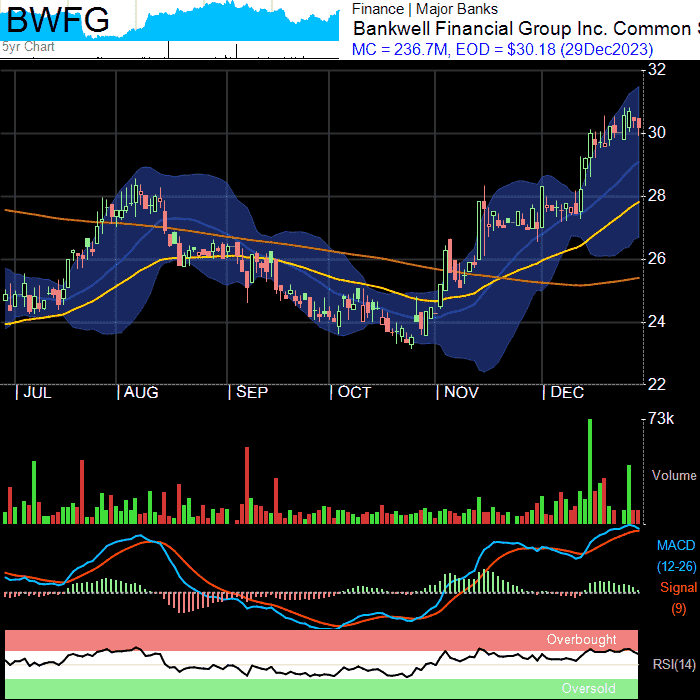 BWFG
5yr Chart
Finance | Major Banks
Bankwell Financial Group Inc. Common
MC = 236.7M, EOD = $30.18 (29Dec2023)
32
30
28
26
24
22
JUL
AUG
SEP
OCT
NOV
DEC
73k
Volume
MACD
(12-26)
Signal
(9)
Overbought
RSI(14)
Oversold